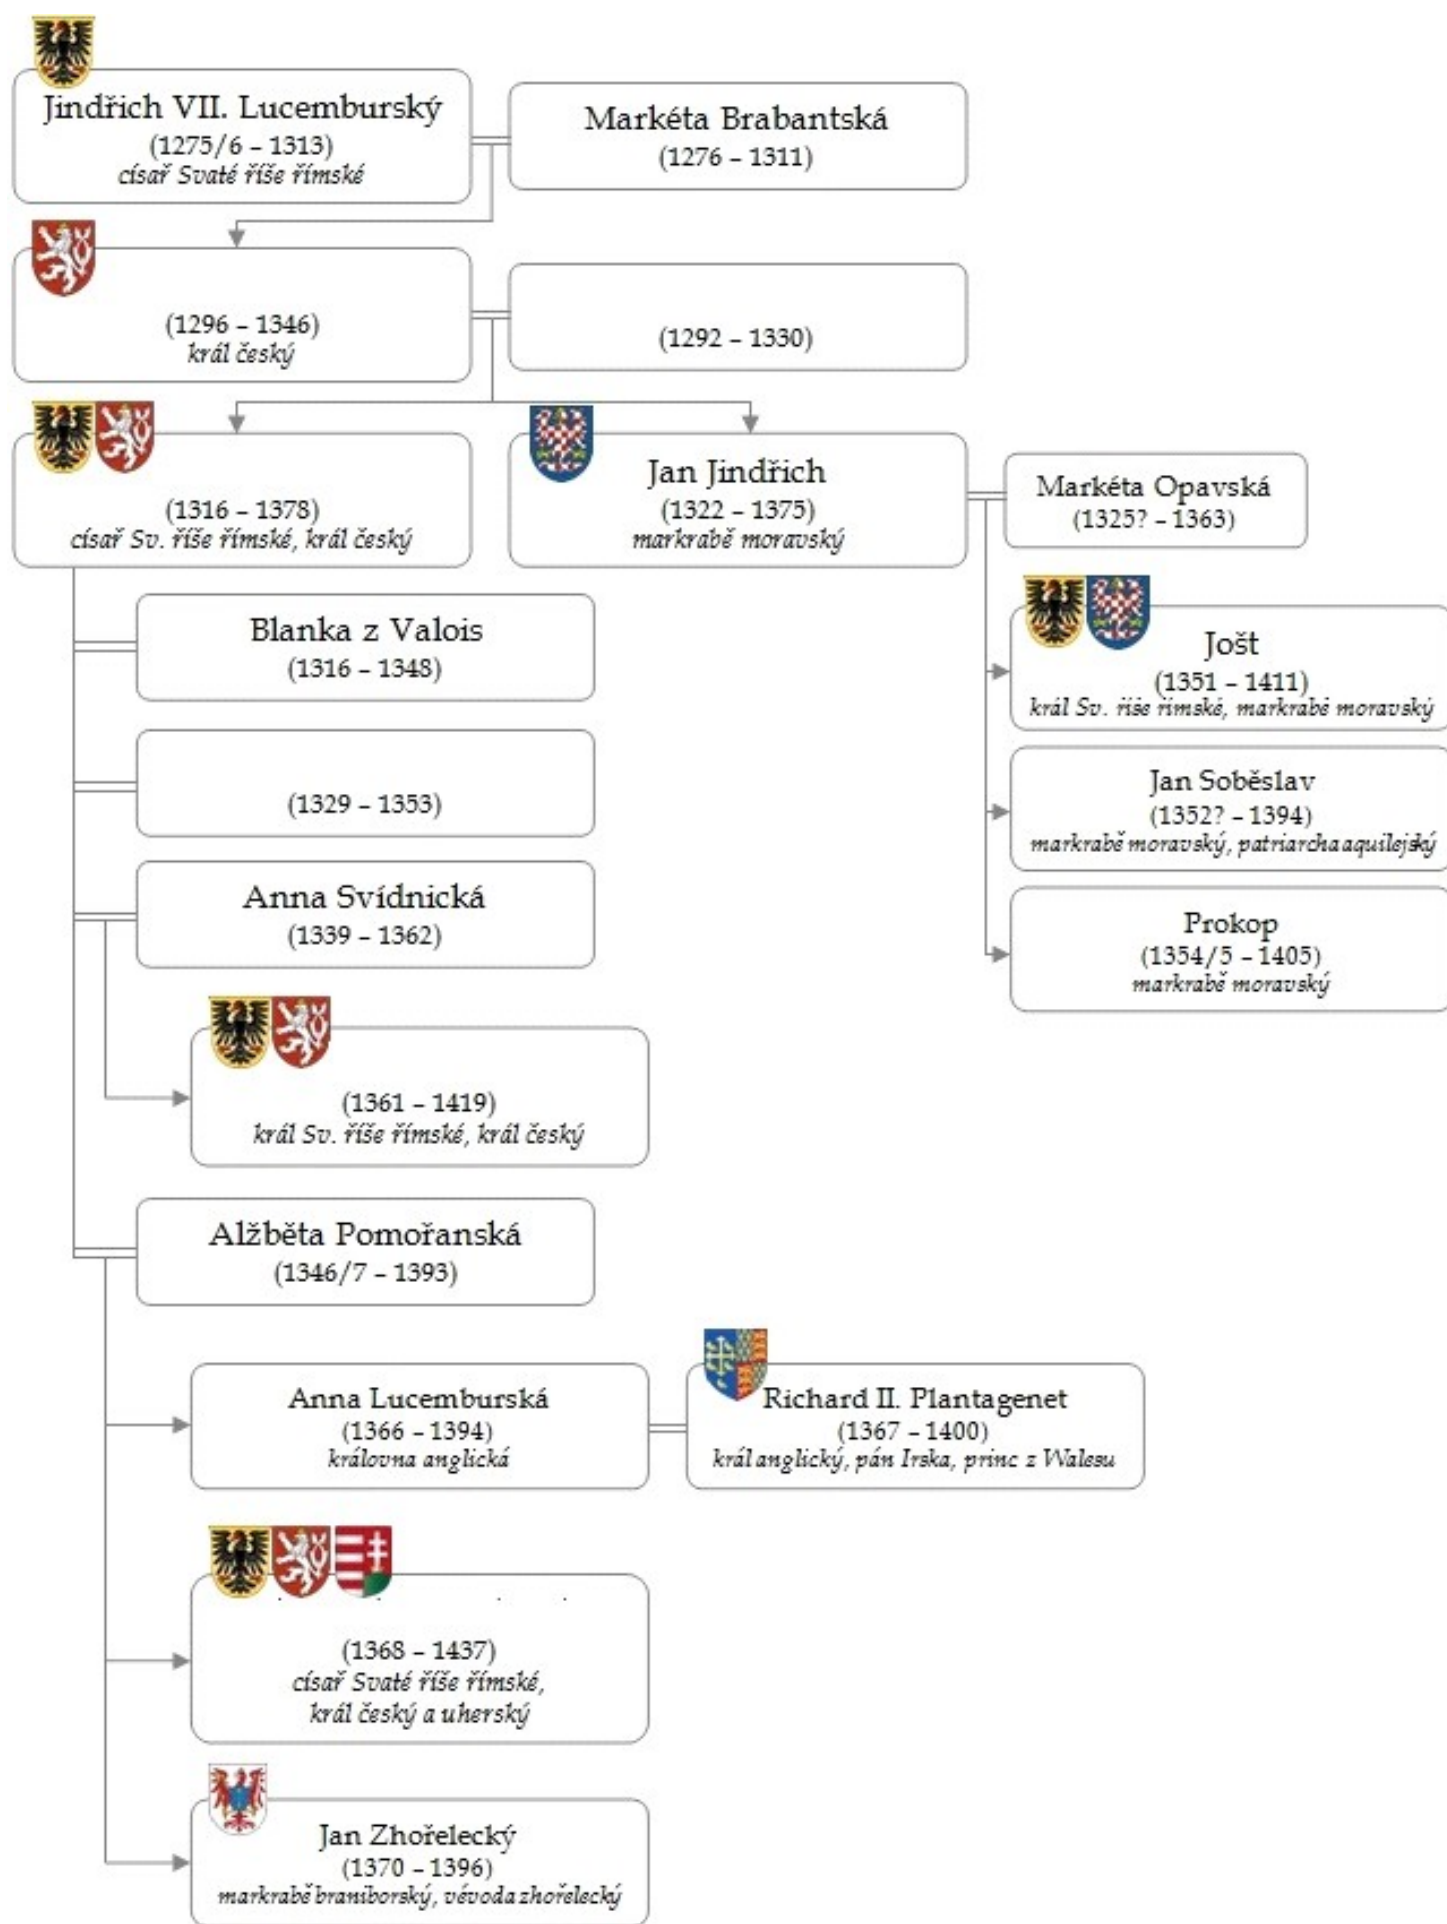 Jindřich VII. Lucemburský
(1275/6 – 1313)
císař Svaté říše římské
Markéta Brabantská
(1276 – 1311)
(1296 – 1346)
král český
(1292 – 1330)
(1316 – 1378)
císař Sv. říše římské, král český
Jan Jindřich
(1322 – 1375)
markrabě moravský
Markéta Opavská
(1325? – 1363)
Blanka z Valois
(1316 – 1348)
Jošt
(1351 – 1411)
král Sv. říše římské, markrabě moravský
(1329 – 1353)
Jan Soběslav
(1352? – 1394)
markrabě moravský, patriarcha aquilejský
Anna Svídnická
(1339 – 1362)
Prokop
(1354/5 – 1405)
markrabě moravský
(1361 – 1419)
král Sv. říše římské, král český
Alžběta Pomořanská
(1346/7 – 1393)
Anna Lucemburská
(1366 – 1394)
královna anglická
Richard II. Plantagenet
(1367 – 1400)
král anglický, pán Irska, princ z Walesu
(1368 – 1437)
císař Svaté říše římské,
král český a uherský
Jan Zhořelecký
(1370 – 1396)
markrabě braniborský, vévoda zhořelecký